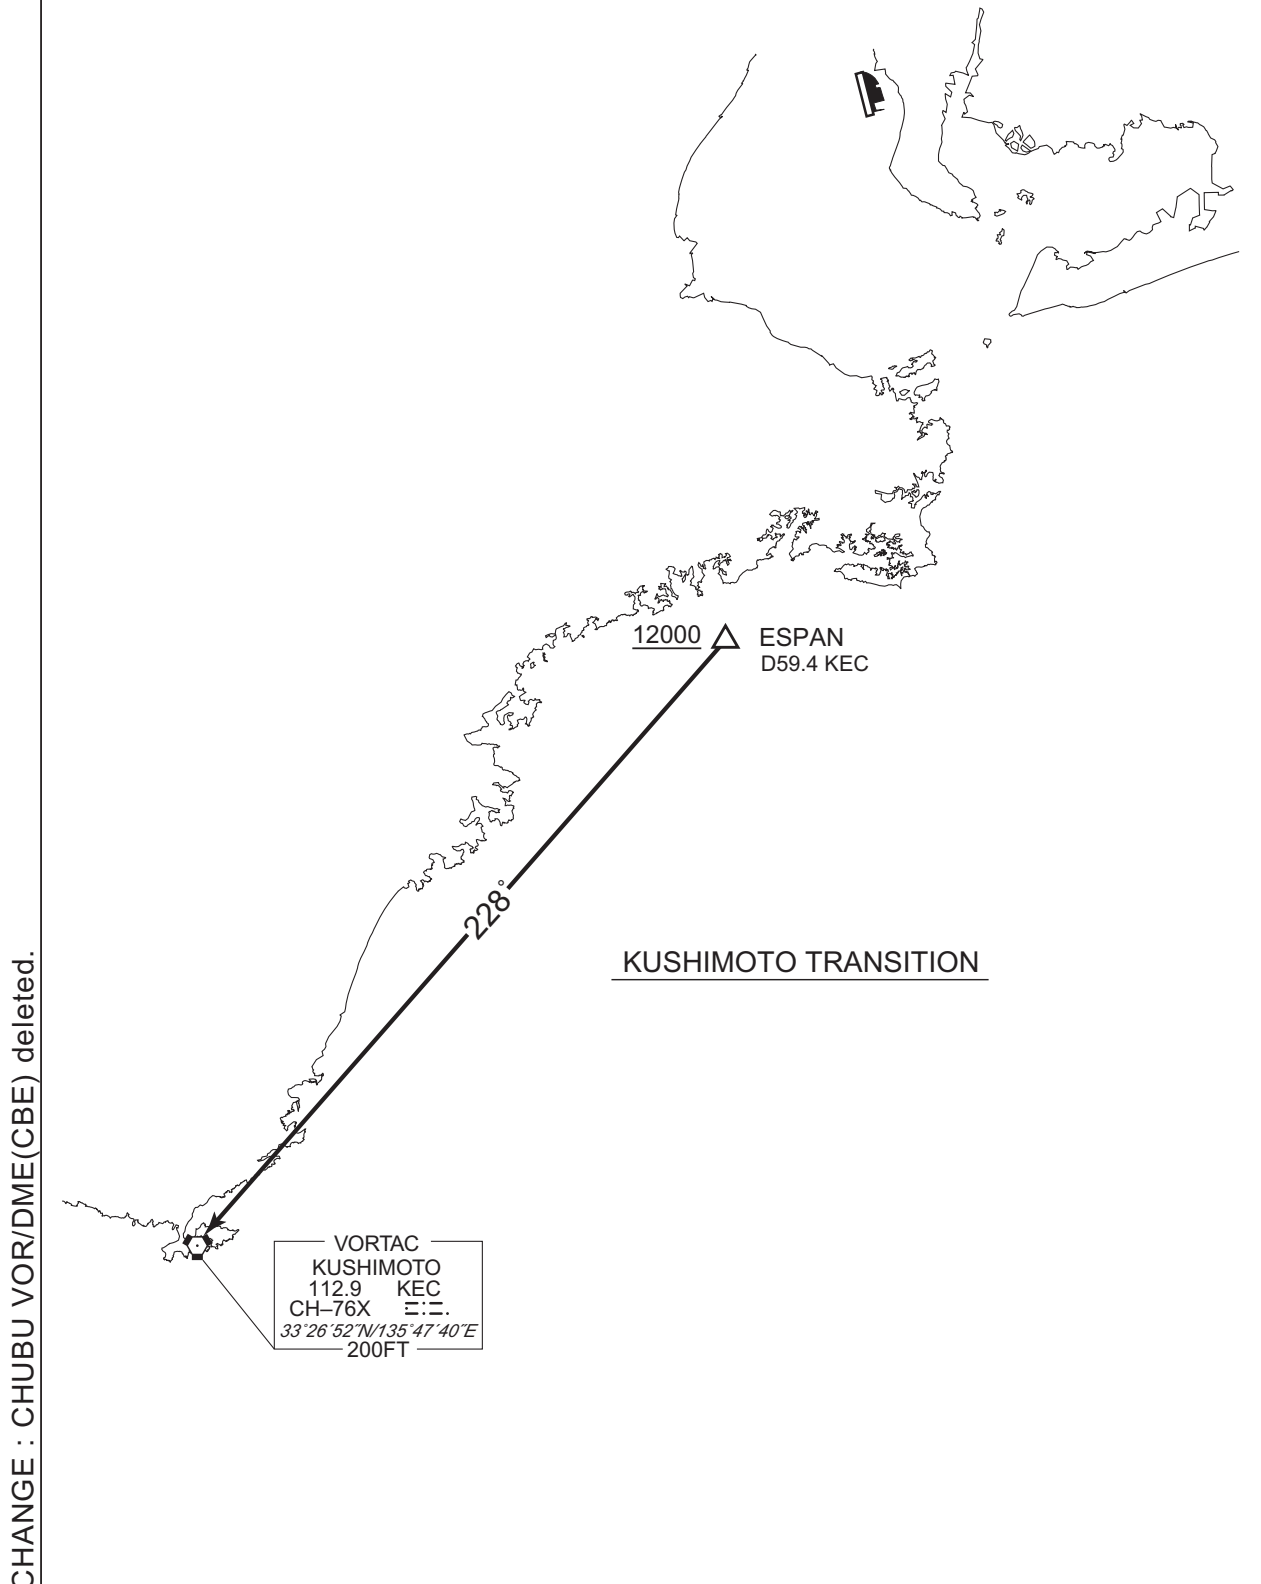 12000
ESPAN
D59.4 KEC
228°
KUSHIMOTO TRANSITION
VORTAC
KUSHIMOTO
112.9 KEC
CH–76X
33°26´52˝N/135°47´40˝E
200FT
CHANGE : CHUBU VOR/DME(CBE) deleted.